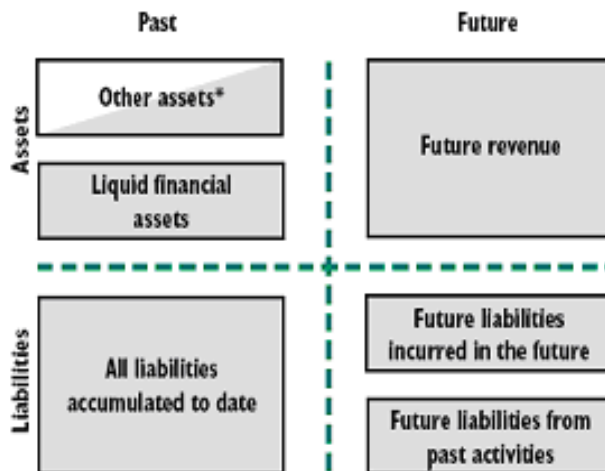 Past
Future
Assets
Other assets*
Liquid financial
assets
Future revenue
Liabilities
All liabilities
accumulated to date
Future liabilities
incurred in the future
Future liabilities from
past activities